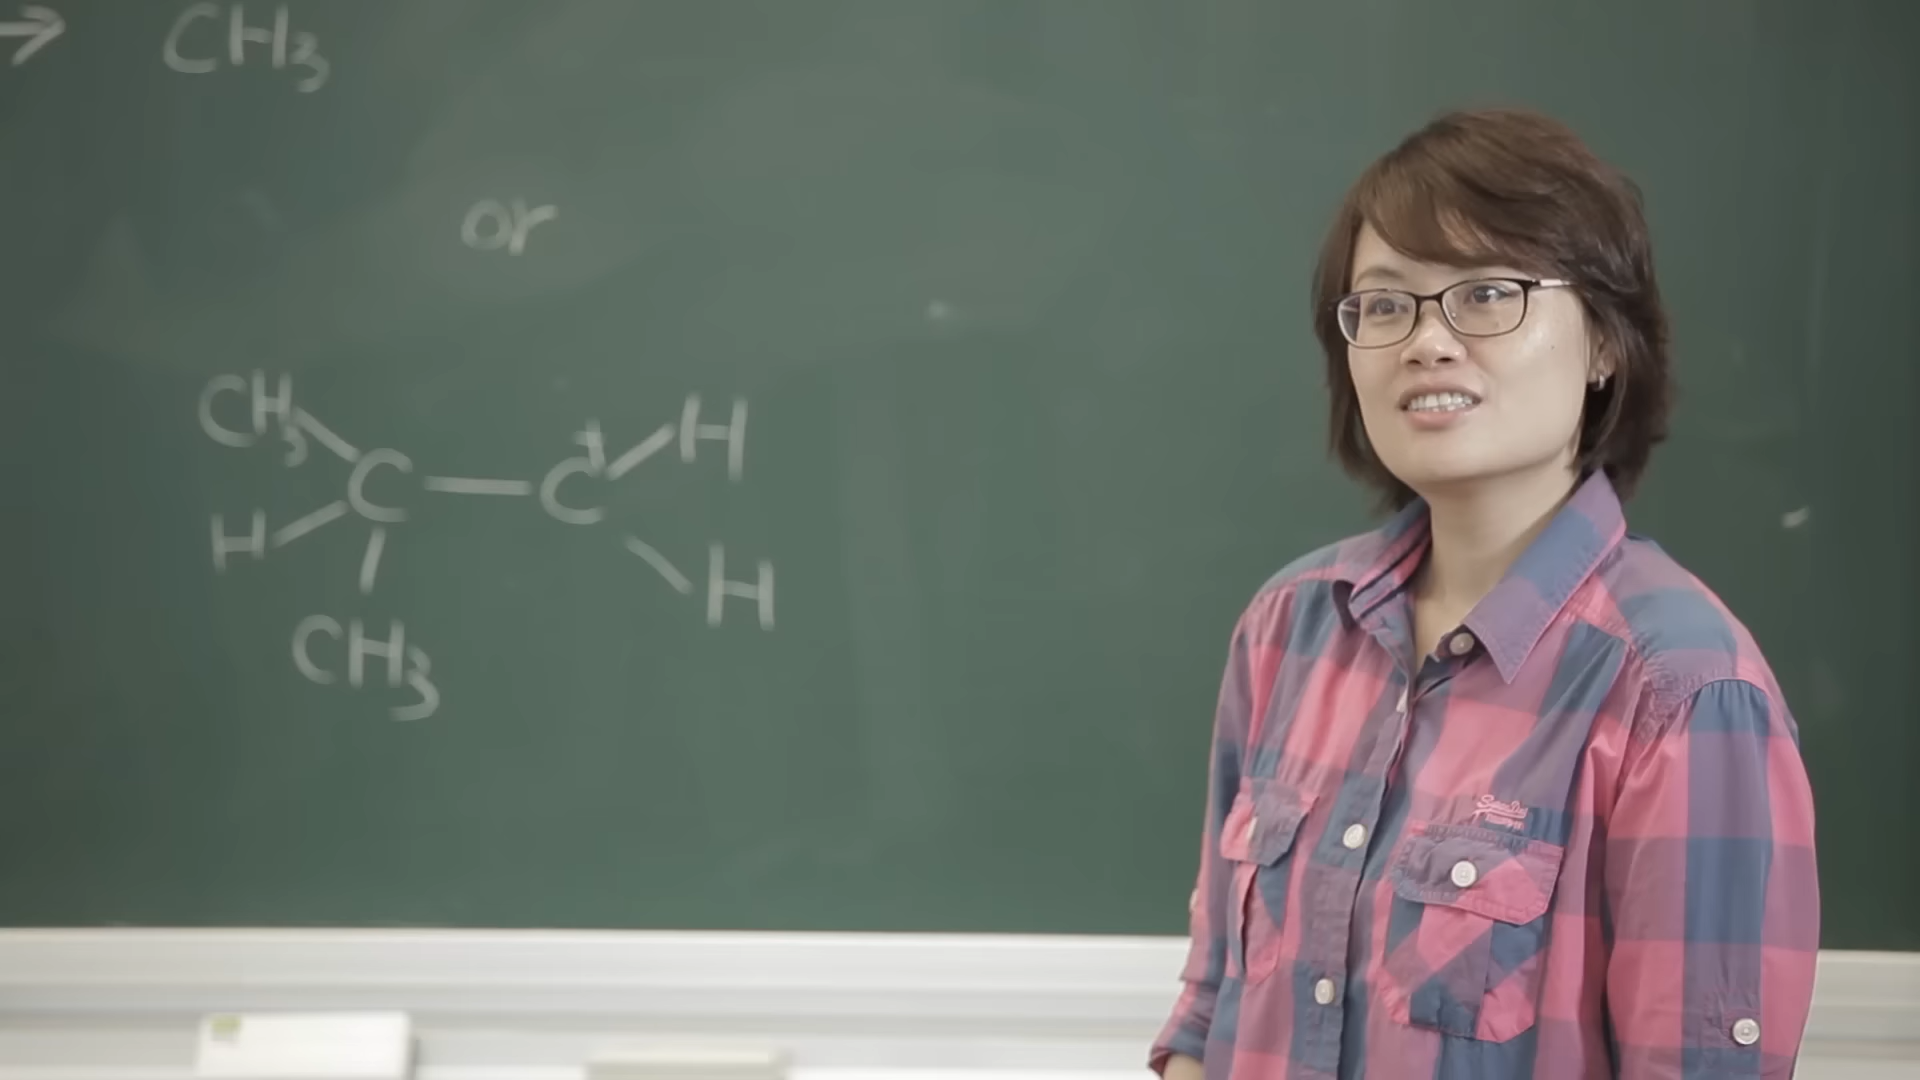 → CH3
or
CH3 H
C — C+
H H
CH3